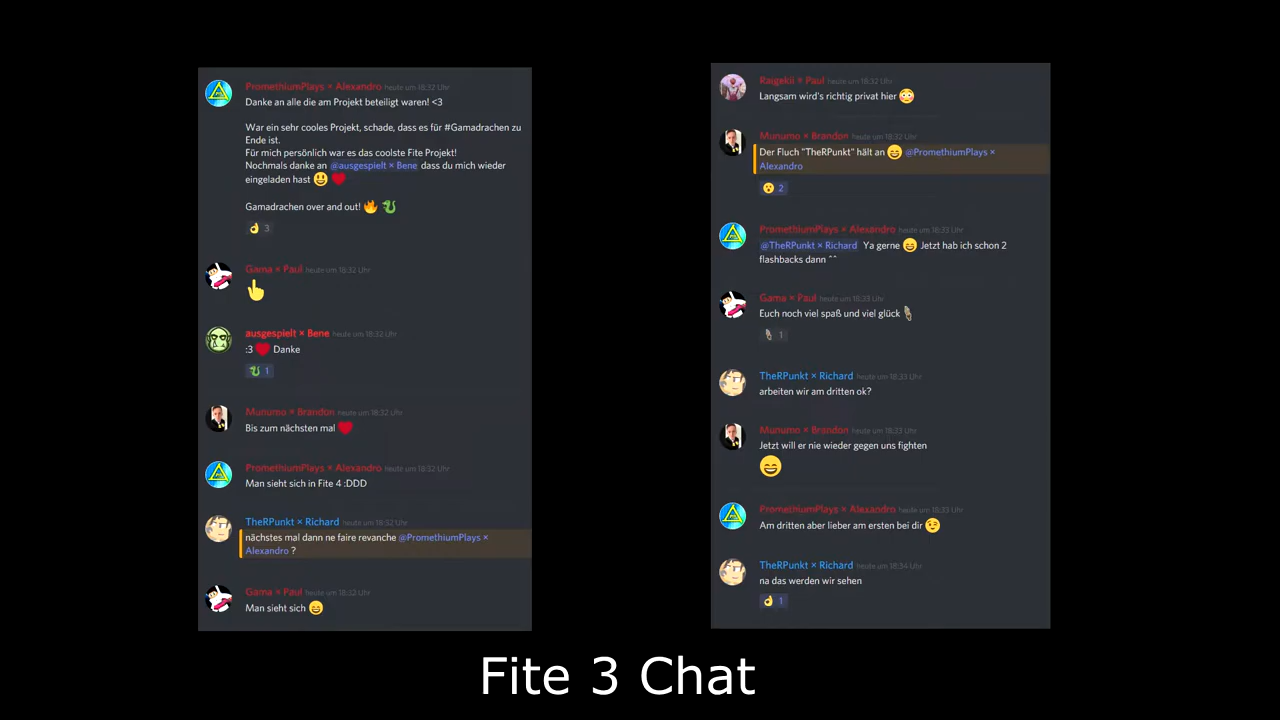 PromethiumPlays × Alexandro heute um 18:32 Uhr
Danke an alle die am Projekt beteiligt waren! <3
War ein sehr cooles Projekt, schade, dass es für #Gamadrachen zu
Ende ist.
Für mich persönlich war es das coolste Fite Projekt!
Nochmals danke an @ausgespielt × Bene dass du mich wieder
eingeladen hast 😃 ❤️
Gamadrachen over and out! 🔥 🐉
👌 3
Gama × Paul heute um 18:32 Uhr
👆
ausgespielt × Bene heute um 18:32 Uhr
:3 ❤️ Danke
🐉 1
Munumo × Brandon heute um 18:32 Uhr
Bis zum nächsten mal ❤️
PromethiumPlays × Alexandro heute um 18:32 Uhr
Man sieht sich in Fite 4 :DDD
TheRPunkt × Richard heute um 18:32 Uhr
nächstes mal dann ne faire revanche @PromethiumPlays ×
Alexandro ?
Gama × Paul heute um 18:32 Uhr
Man sieht sich 😄
Raigekii × Paul heute um 18:32 Uhr
Langsam wird's richtig privat hier 😳
Munumo × Brandon heute um 18:32 Uhr
Der Fluch "TheRPunkt" hält an 😄 @PromethiumPlays ×
Alexandro
😮 2
PromethiumPlays × Alexandro heute um 18:33 Uhr
@TheRPunkt × Richard Ya gerne 😄 Jetzt hab ich schon 2
flashbacks dann ^^
Gama × Paul heute um 18:33 Uhr
Euch noch viel spaß und viel glück
1
TheRPunkt × Richard heute um 18:33 Uhr
arbeiten wir am dritten ok?
Munumo × Brandon heute um 18:33 Uhr
Jetzt will er nie wieder gegen uns fighten
😄
PromethiumPlays × Alexandro heute um 18:33 Uhr
Am dritten aber lieber am ersten bei dir 😉
TheRPunkt × Richard heute um 18:34 Uhr
na das werden wir sehen
👌 1
Fite 3 Chat